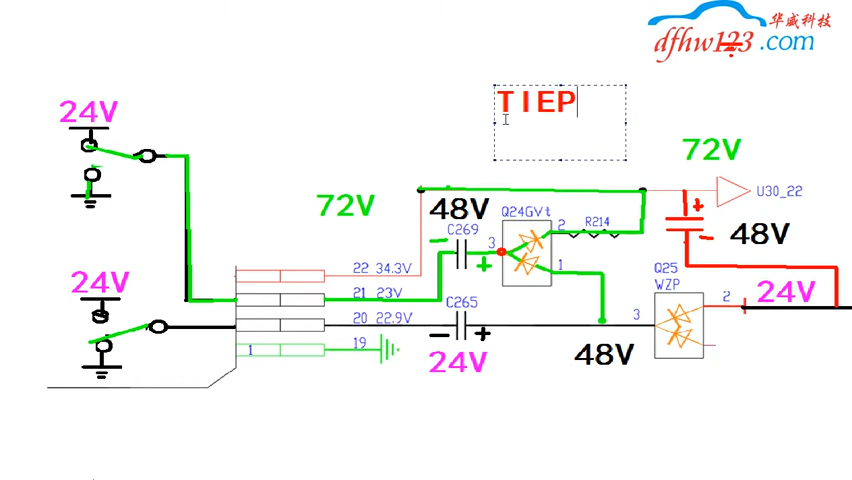 华威科技
dfhw123.com
TIEP
24V
72V
72V
U30_22
48V
Q24GVt
2
R214
C269
3
+
-
48V
-
+
1
22 34.3V
Q25
WZP
24V
21 23V
C265
2
24V
20 22.9V
3
- +
48V
1
19
24V